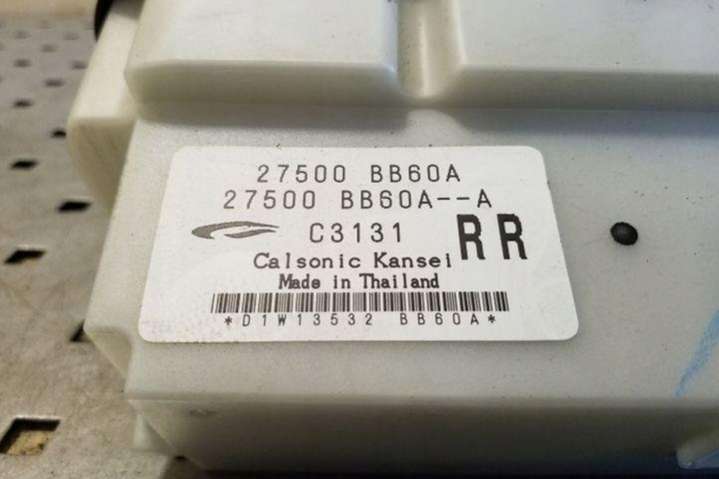 27500 BB60A
27500 BB60A--A
C3131 RR
Calsonic Kansei
Made in Thailand
*D1W13532 BB60A*